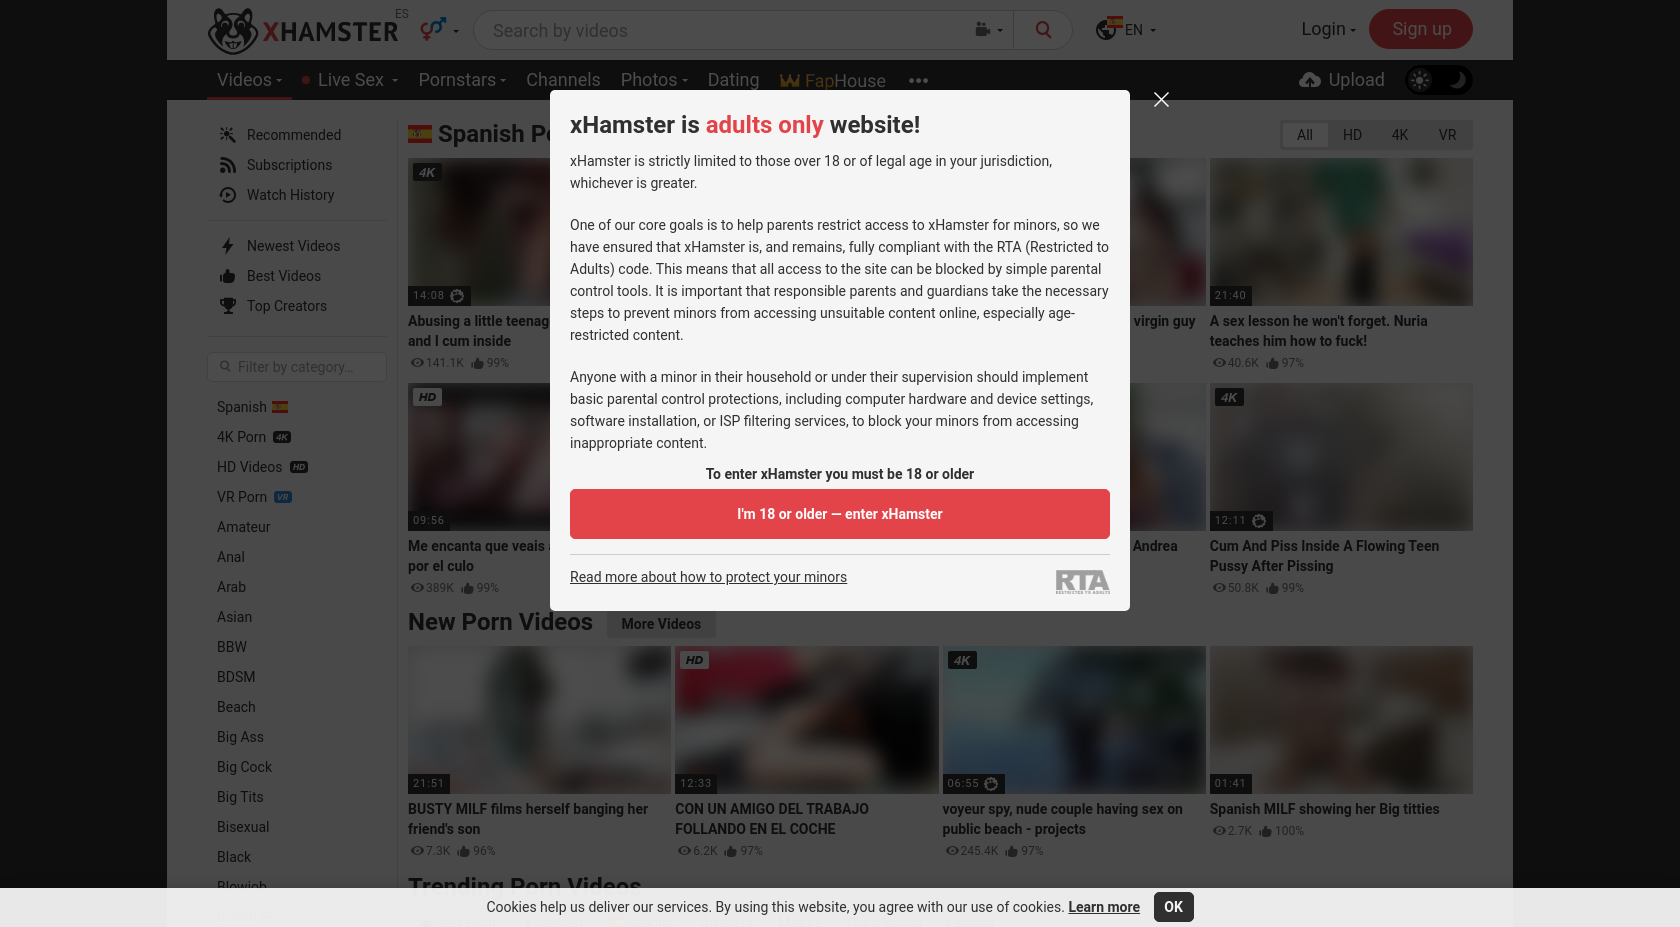 XHAMSTER
ES
Search by videos
EN
Login
Sign up
Videos
Live Sex
Pornstars
Channels
Photos
Dating
FapHouse
•••
Upload
Recommended
Subscriptions
Watch History
Newest Videos
Best Videos
Top Creators
Filter by category...
Spanish
4K Porn 4K
HD Videos HD
VR Porn VR
Amateur
Anal
Arab
Asian
BBW
BDSM
Beach
Big Ass
Big Cock
Big Tits
Bisexual
Black
Blowjob
Spanish
All
HD
4K
VR
xHamster is adults only website!
xHamster is strictly limited to those over 18 or of legal age in your jurisdiction,
whichever is greater.
One of our core goals is to help parents restrict access to xHamster for minors, so we
have ensured that xHamster is, and remains, fully compliant with the RTA (Restricted to
Adults) code. This means that all access to the site can be blocked by simple parental
control tools. It is important that responsible parents and guardians take the necessary
steps to prevent minors from accessing unsuitable content online, especially age-
restricted content.
Anyone with a minor in their household or under their supervision should implement
basic parental control protections, including computer hardware and device settings,
software installation, or ISP filtering services, to block your minors from accessing
inappropriate content.
To enter xHamster you must be 18 or older
I'm 18 or older – enter xHamster
Read more about how to protect your minors
RTA
RESTRICTED TO ADULTS
4K
14:08
Abusing a little
and I cum inside
141.1K 99%
virgin guy
21:40
A sex lesson he won't forget. Nuria
teaches him how to fuck!
40.6K 97%
HD
09:56
Me encanta que veais
por el culo
389K 99%
Andrea
4K
12:11
Cum And Piss Inside A Flowing Teen
Pussy After Pissing
50.8K 99%
New Porn Videos
More Videos
21:51
BUSTY MILF films herself banging her
friend's son
7.3K 96%
HD
12:33
CON UN AMIGO DEL TRABAJO
FOLLANDO EN EL COCHE
6.2K 97%
4K
06:55
voyeur spy, nude couple having sex on
public beach - projects
245.4K 97%
01:41
Spanish MILF showing her Big titties
2.7K 100%
Trending Porn Videos
Cookies help us deliver our services. By using this website, you agree with our use of cookies. Learn more
OK